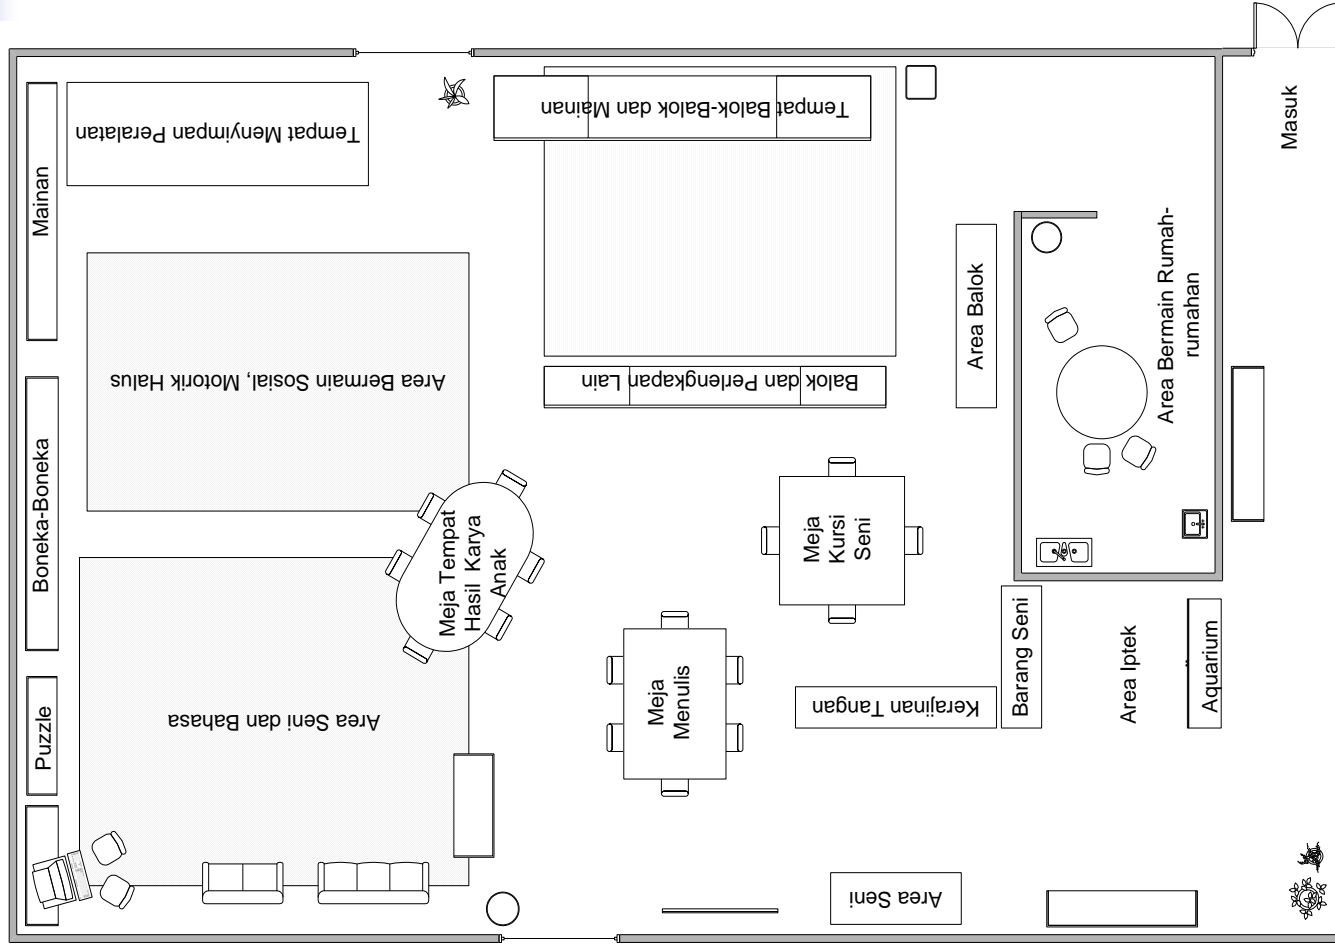 Masuk
Tempat Menyimpan Peralatan
Tempat Balok-Balok dan Mainan
Mainan
Area Bermain Sosial, Motorik Halus
Balok dan Perlengkapan Lain
Area Balok
Area Bermain Rumah-
rumahan
Boneka-Boneka
Meja Tempat
Hasil Karya
Anak
Meja
Kursi
Seni
Meja
Menulis
Kerajinan Tangan
Barang Seni
Area Iptek
Aquarium
Puzzle
Area Seni dan Bahasa
Area Seni